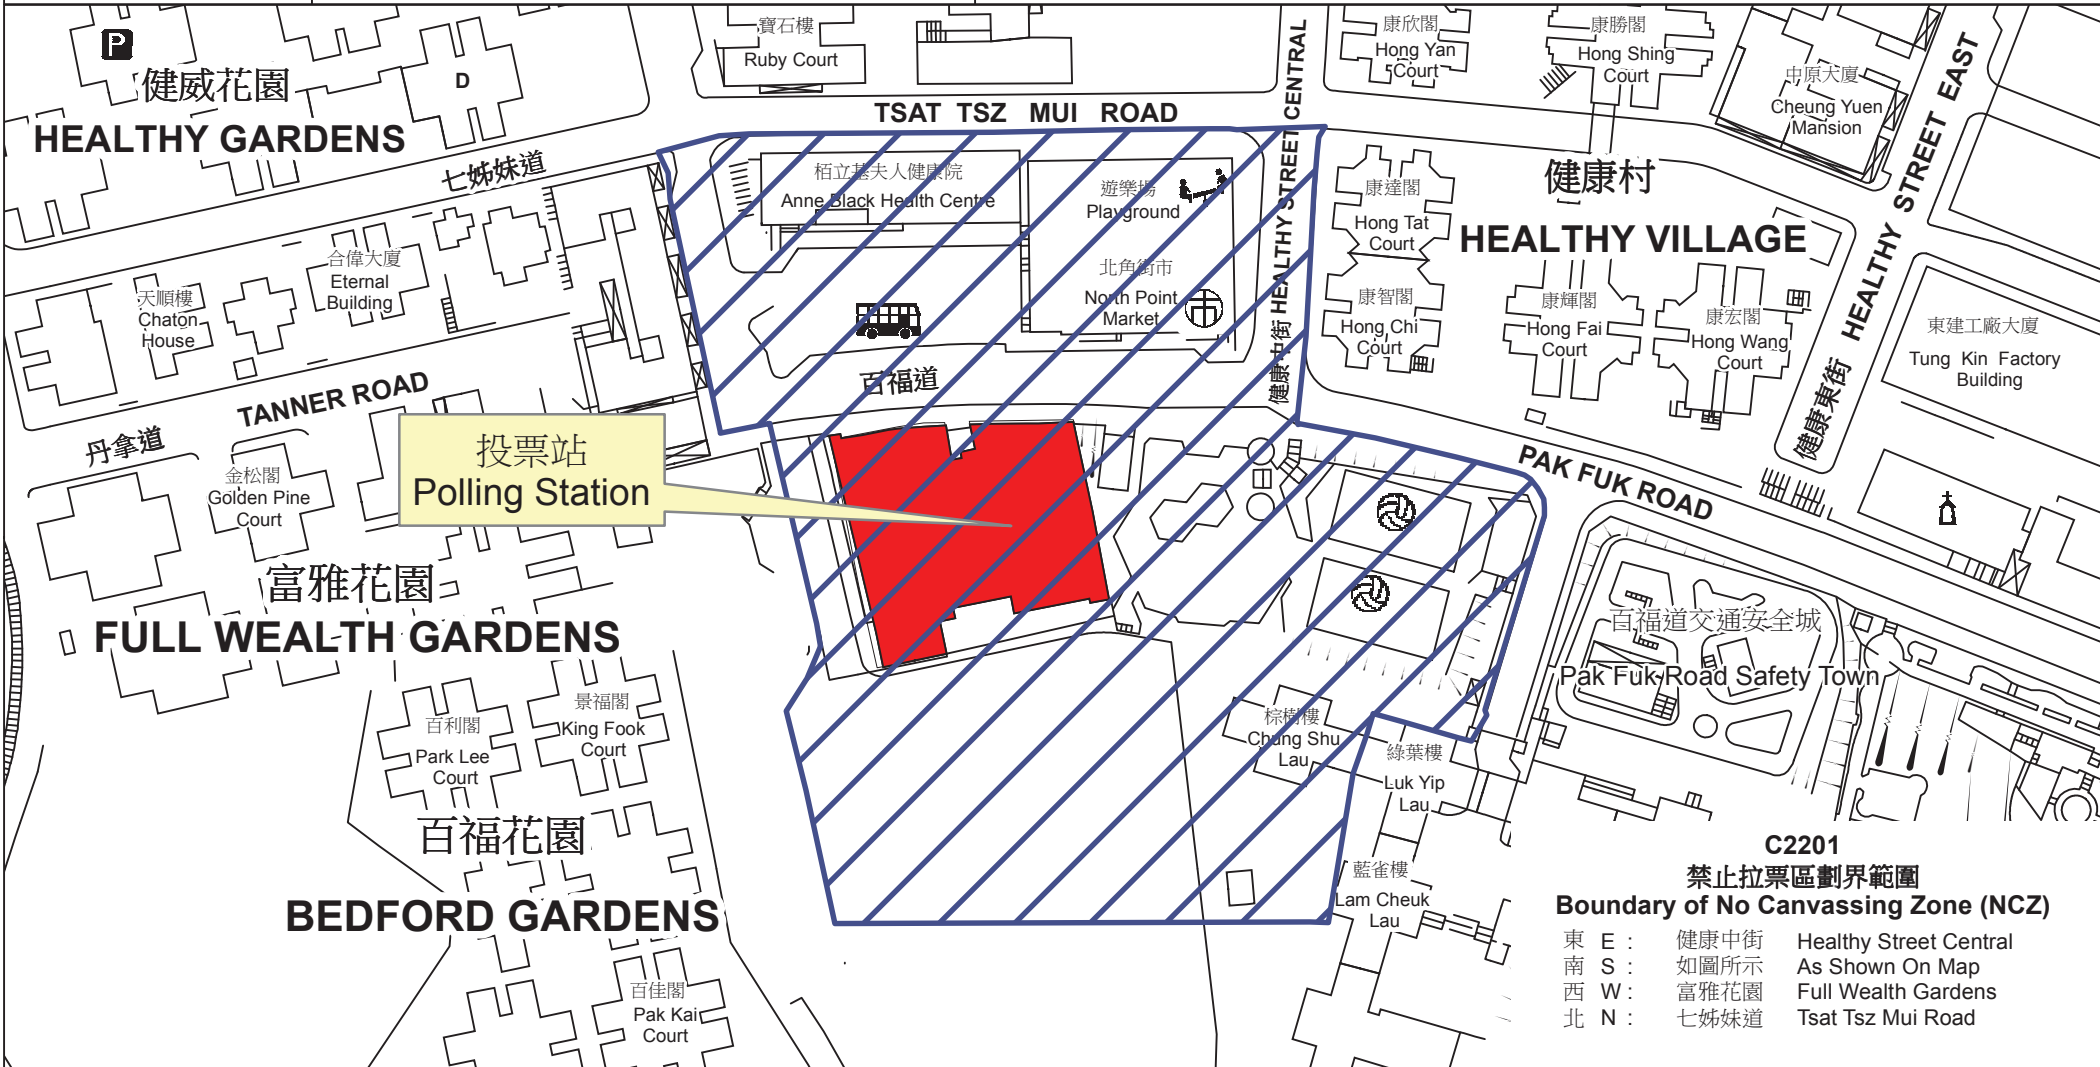 P
健威花園
HEALTHY GARDENS
D
寶石樓
Ruby Court
TSAT TSZ MUI ROAD
七姊妹道
康欣閣
Hong Yan
Court
康勝閣
Hong Shing
Court
中原大廈
Cheung Yuen
Mansion
健康東街 HEALTHY STREET EAST
健康中街 HEALTHY STREET CENTRAL
栢立基夫人健康院
Anne Black Health Centre
遊樂場
Playground
北角街市
North Point
Market
康達閣
Hong Tat
Court
健康村
HEALTHY VILLAGE
康智閣
Hong Chi
Court
康輝閣
Hong Fai
Court
康宏閣
Hong Wang
Court
東建工廠大廈
Tung Kin Factory
Building
合偉大廈
Eternal
Building
天順樓
Chaton
House
丹拿道
TANNER ROAD
百福道
PAK FUK ROAD
投票站
Polling Station
金松閣
Golden Pine
Court
富雅花園
FULL WEALTH GARDENS
百福道交通安全城
Pak Fuk Road Safety Town
景福閣
King Fook
Court
百利閣
Park Lee
Court
棕樹樓
Chung Shu
Lau
綠葉樓
Luk Yip
Lau
百福花園
BEDFORD GARDENS
藍雀樓
Lam Cheuk
Lau
百佳閣
Pak Kai
Court
C2201
禁止拉票區劃界範圍
Boundary of No Canvassing Zone (NCZ)
東 E : 健康中街 Healthy Street Central
南 S : 如圖所示 As Shown On Map
西 W : 富雅花園 Full Wealth Gardens
北 N : 七姊妹道 Tsat Tsz Mui Road